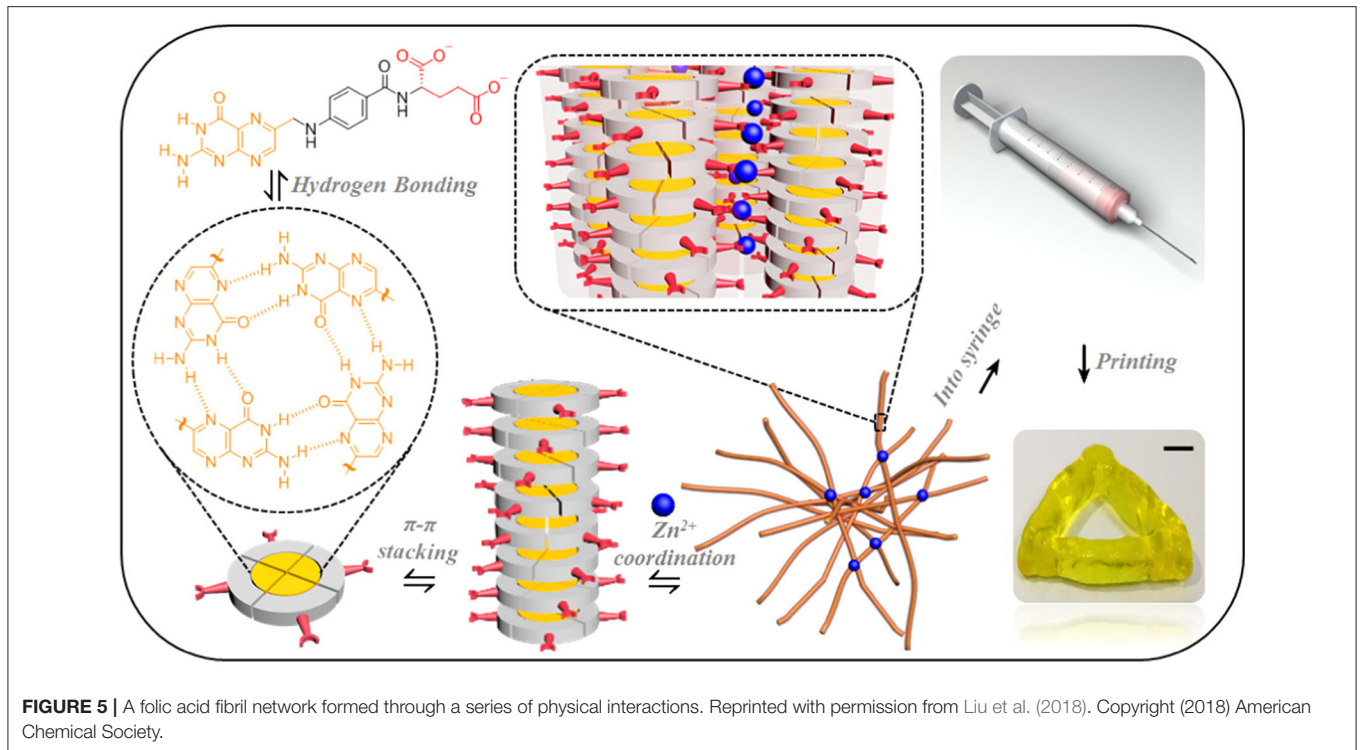 Hydrogen Bonding
π-π
stacking
Zn2+
coordination
Into syringe
Printing
O
O-
O
O
O-
N
H
O
H
N
N
N
N
N
H
N
H
FIGURE 5 | A folic acid fibril network formed through a series of physical interactions. Reprinted with permission from Liu et al. (2018). Copyright (2018) American
Chemical Society.